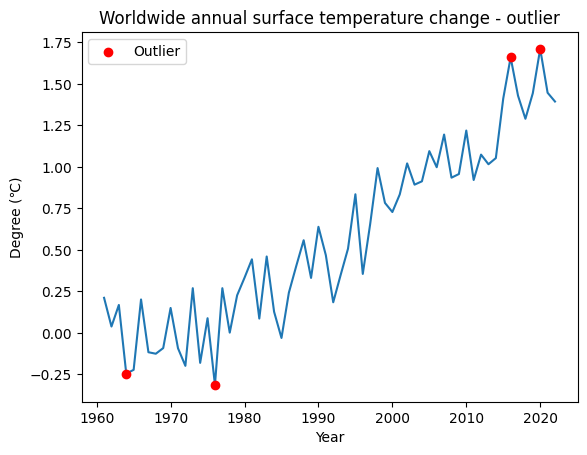 Worldwide annual surface temperature change - outlier
Outlier
Degree (℃)
1.75
1.50
1.25
1.00
0.75
0.50
0.25
0.00
−0.25
1960 1970 1980 1990 2000 2010 2020
Year